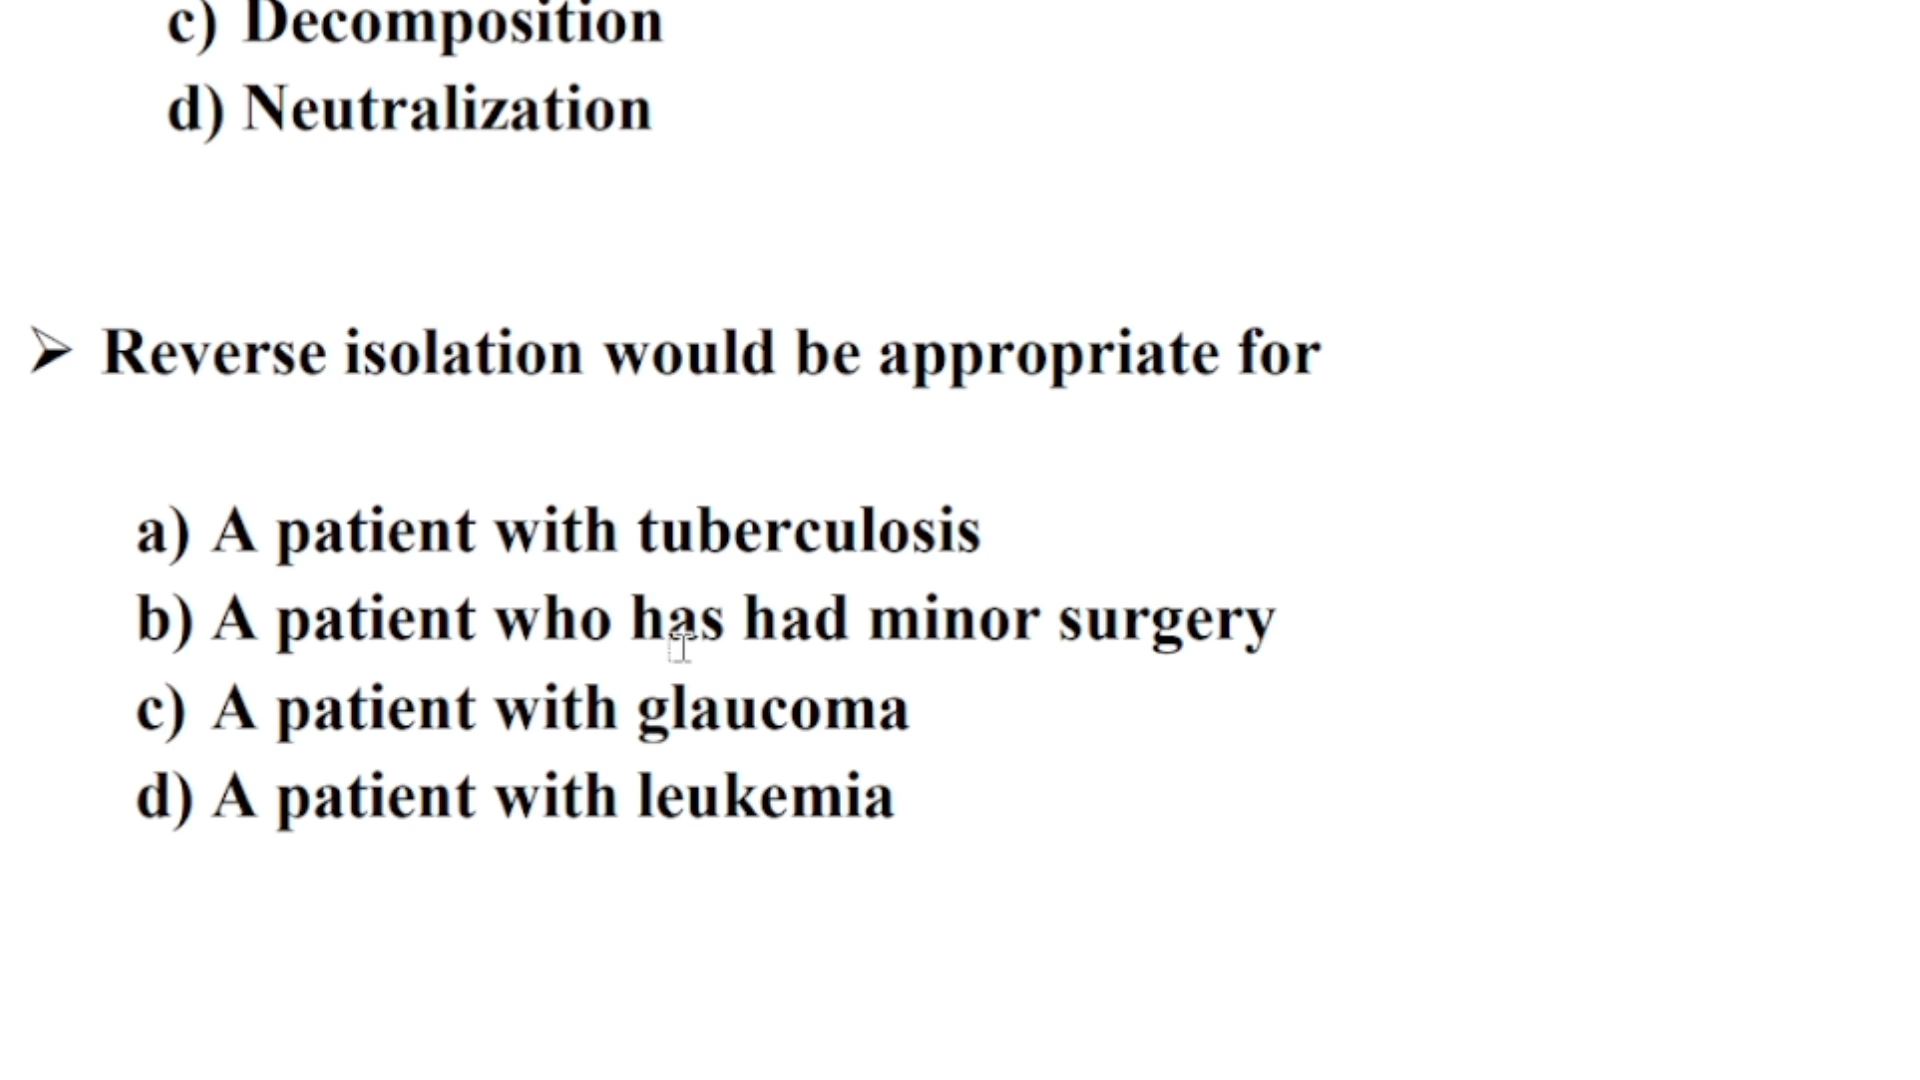 c) Decomposition
d) Neutralization
➢ Reverse isolation would be appropriate for
a) A patient with tuberculosis
b) A patient who has had minor surgery
c) A patient with glaucoma
d) A patient with leukemia